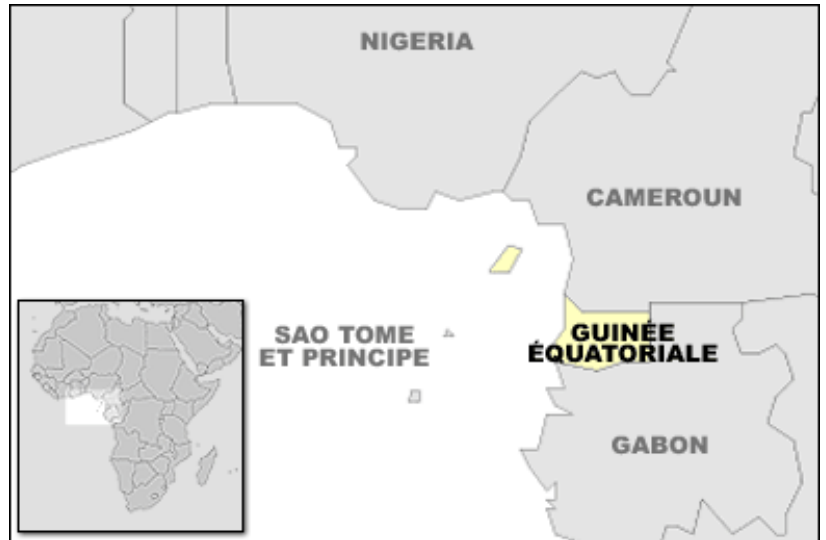 NIGERIA
CAMEROUN
SAO TOME
ET PRINCIPE
GUINÉE
ÉQUATORIALE
GABON